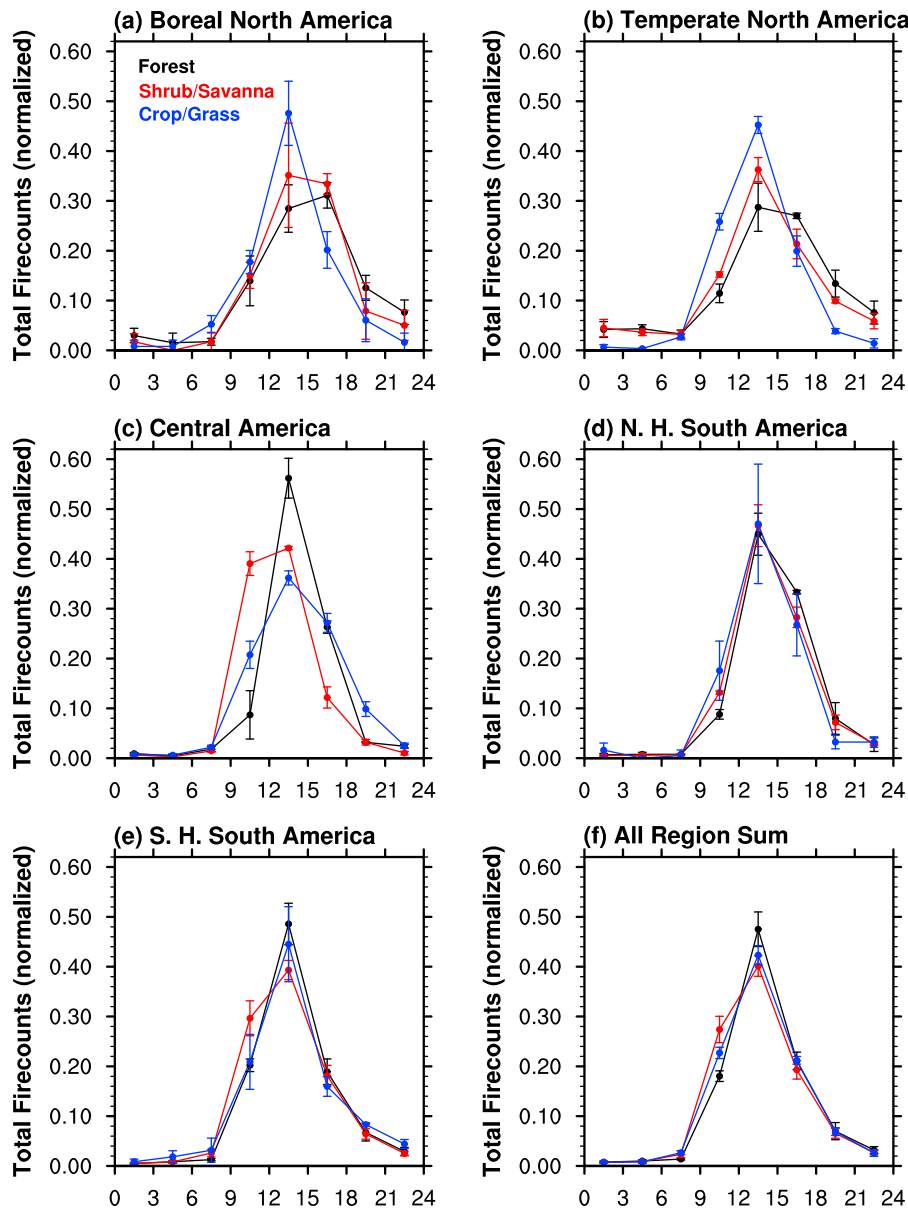 (a) Boreal North America
Total Firecounts (normalized)
0.60
0.50
0.40
0.30
0.20
0.10
0.00
Forest
Shrub/Savanna
Crop/Grass
0 3 6 9 12 15 18 21 24
(b) Temperate North America
Total Firecounts (normalized)
0.60
0.50
0.40
0.30
0.20
0.10
0.00
0 3 6 9 12 15 18 21 24
(c) Central America
Total Firecounts (normalized)
0.60
0.50
0.40
0.30
0.20
0.10
0.00
0 3 6 9 12 15 18 21 24
(d) N. H. South America
Total Firecounts (normalized)
0.60
0.50
0.40
0.30
0.20
0.10
0.00
0 3 6 9 12 15 18 21 24
(e) S. H. South America
Total Firecounts (normalized)
0.60
0.50
0.40
0.30
0.20
0.10
0.00
0 3 6 9 12 15 18 21 24
(f) All Region Sum
Total Firecounts (normalized)
0.60
0.50
0.40
0.30
0.20
0.10
0.00
0 3 6 9 12 15 18 21 24